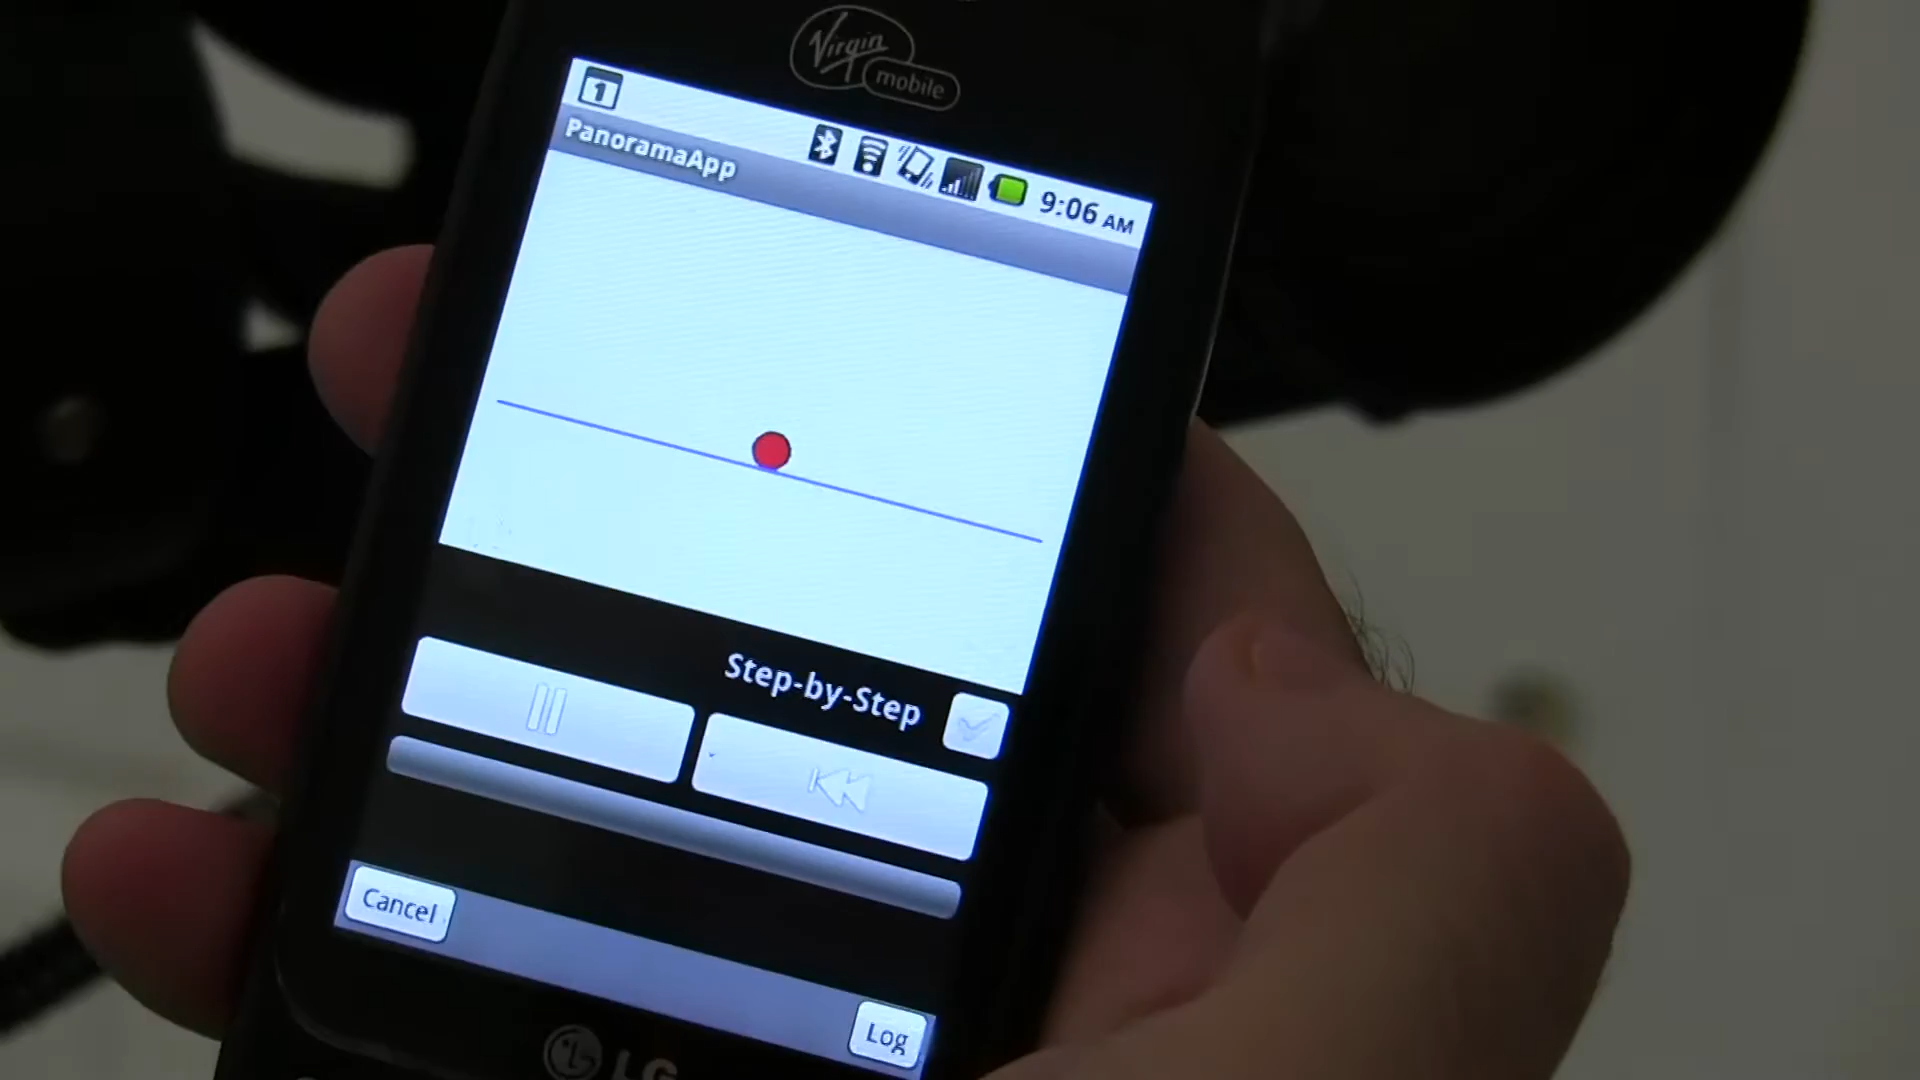 Virgin
mobile
1
9:06 AM
PanoramaApp
Step-by-Step
Cancel
Log
LG